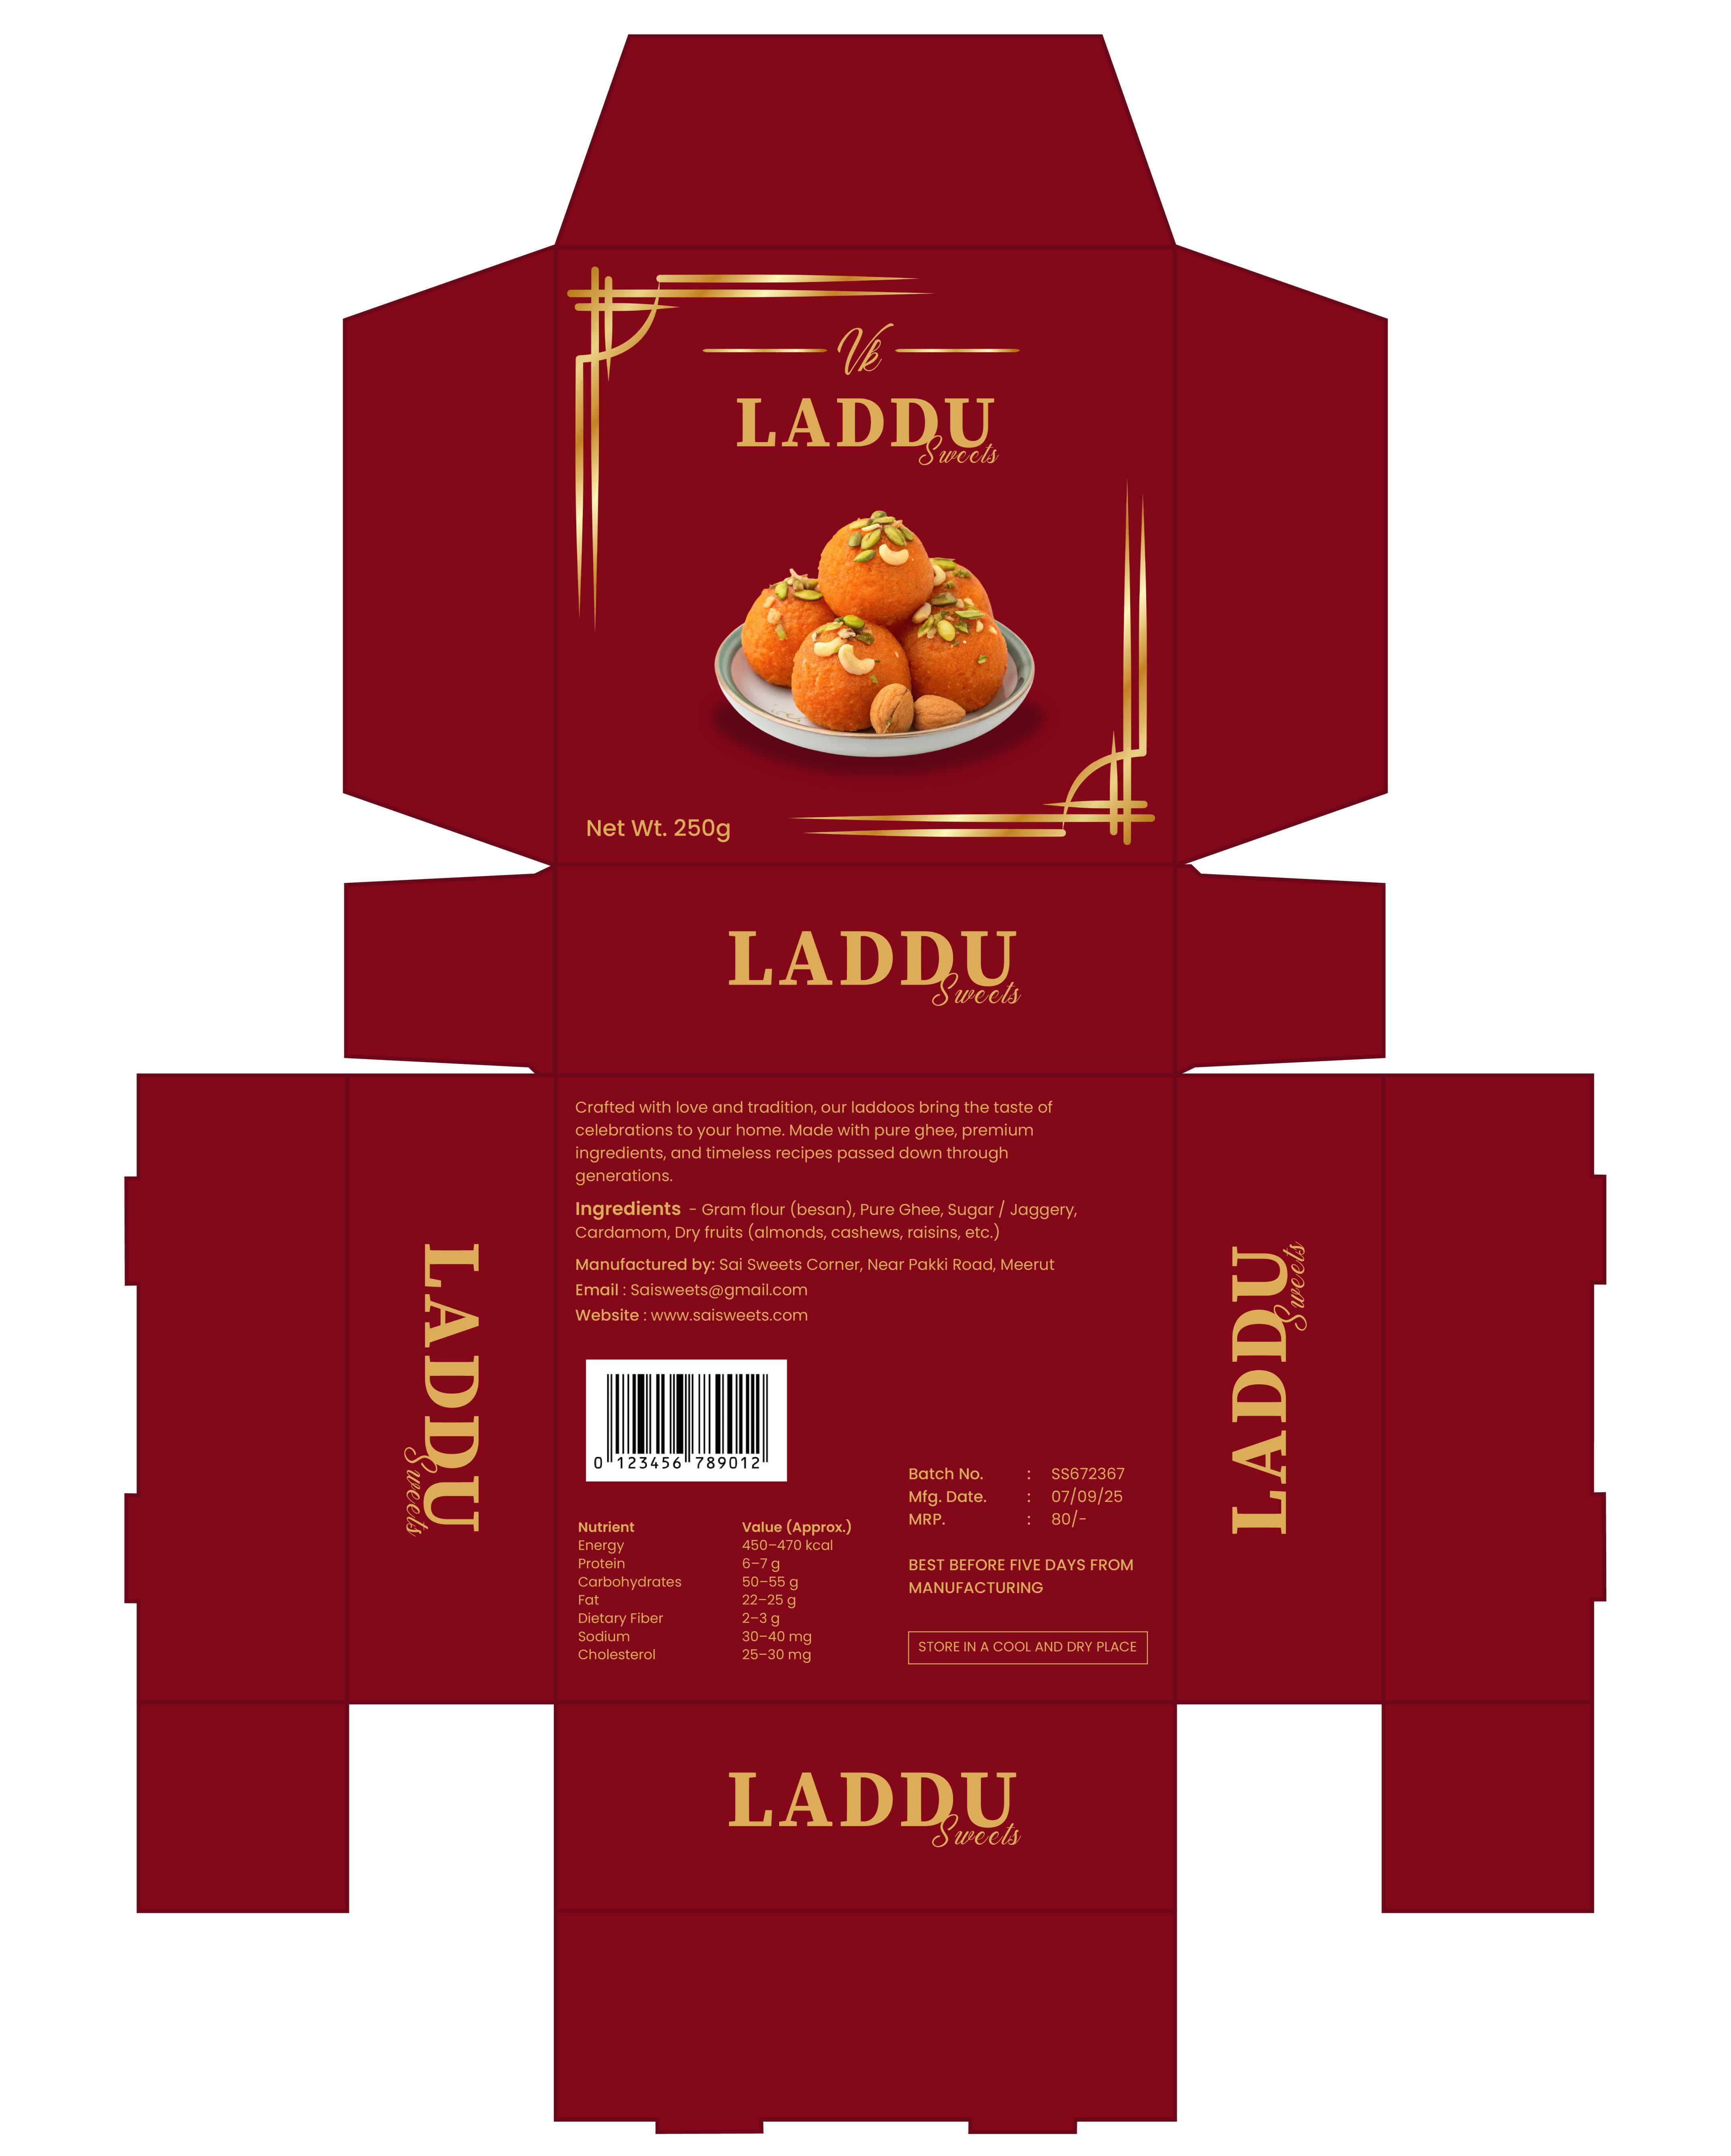 Vk
LADDU
Sweets
Net Wt. 250g
LADDU
Sweets
Crafted with love and tradition, our laddoos bring the taste of
celebrations to your home. Made with pure ghee, premium
ingredients, and timeless recipes passed down through
generations.
Ingredients - Gram flour (besan), Pure Ghee, Sugar / Jaggery,
Cardamom, Dry fruits (almonds, cashews, raisins, etc.)
Manufactured by: Sai Sweets Corner, Near Pakki Road, Meerut
Email : Saisweets@gmail.com
Website : www.saisweets.com
LADDU
Sweets
LADDU
Sweets
0 123456 789012
Batch No. : SS672367
Mfg. Date. : 07/09/25
MRP. : 80/-
Nutrient Value (Approx.)
Energy 450–470 kcal
Protein 6–7 g
Carbohydrates 50–55 g
Fat 22–25 g
Dietary Fiber 2–3 g
Sodium 30–40 mg
Cholesterol 25–30 mg
BEST BEFORE FIVE DAYS FROM
MANUFACTURING
STORE IN A COOL AND DRY PLACE
LADDU
Sweets